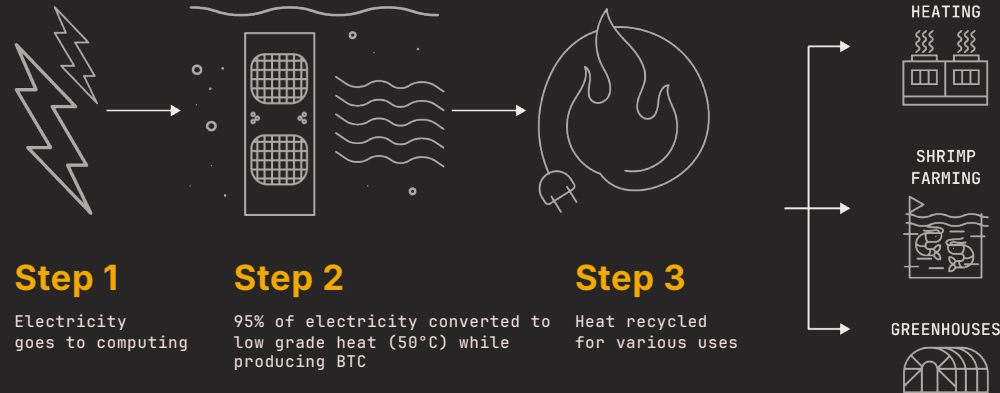 Step 1
Electricity
goes to computing
Step 2
95% of electricity converted to
low grade heat (50°C) while
producing BTC
Step 3
Heat recycled
for various uses
HEATING
SHRIMP
FARMING
GREENHOUSES